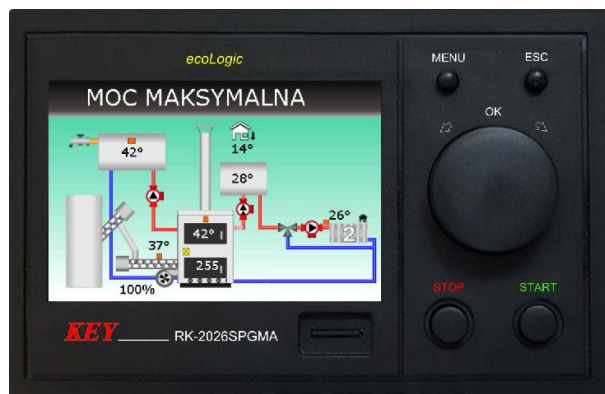 ecoLogic
MENU
ESC
OK
MOC MAKSYMALNA
14°
42°
28°
26°
2
37°
42°
255
100%
STOP
START
KEY
RK-2026SPGMA